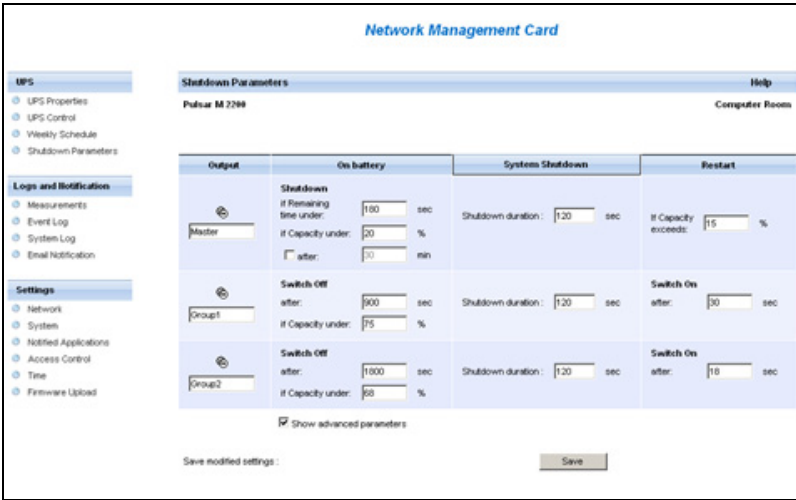 Network Management Card
UPS
UPS Properties
UPS Control
Weekly Schedule
Shutdown Parameters
Logs and Notification
Measurements
Event Log
System Log
Email Notification
Settings
Network
System
Notified Applications
Access Control
Time
Firmware Upload
Shutdown Parameters Help
Pulsar M 2200 Computer Room
Output On battery System Shutdown Restart
Master
Shutdown
if Remaining
time under: 180 sec
if Capacity under: 20 %
after: 30 min
Shutdown duration : 120 sec
If Capacity
exceeds: 15 %
Group1
Switch Off
after: 900 sec
if Capacity under: 75 %
Shutdown duration : 120 sec
Switch On
after: 30 sec
Group2
Switch Off
after: 1800 sec
if Capacity under: 68 %
Shutdown duration : 120 sec
Switch On
after: 18 sec
Show advanced parameters
Save modified settings :
Save